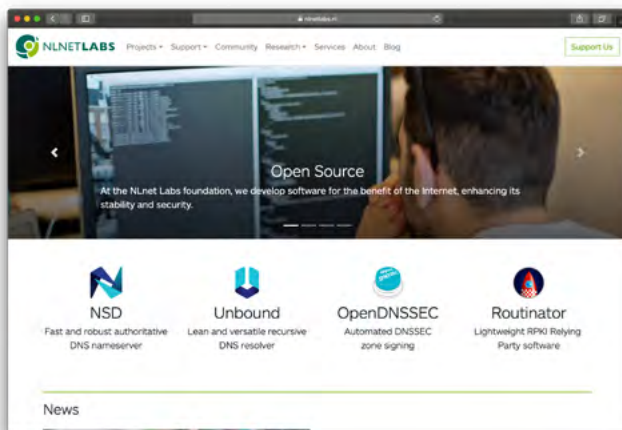 nlnetlabs.nl
NLNETLABS Projects Support Community Research Services About Blog Support Us
Open Source
At the NLnet Labs foundation, we develop software for the benefit of the Internet, enhancing its
stability and security.
NSD
Fast and robust authoritative
DNS nameserver
Unbound
Lean and versatile recursive
DNS resolver
OpenDNSSEC
Automated DNSSEC
zone signing
Routinator
Lightweight RPKI Relying
Party software
News